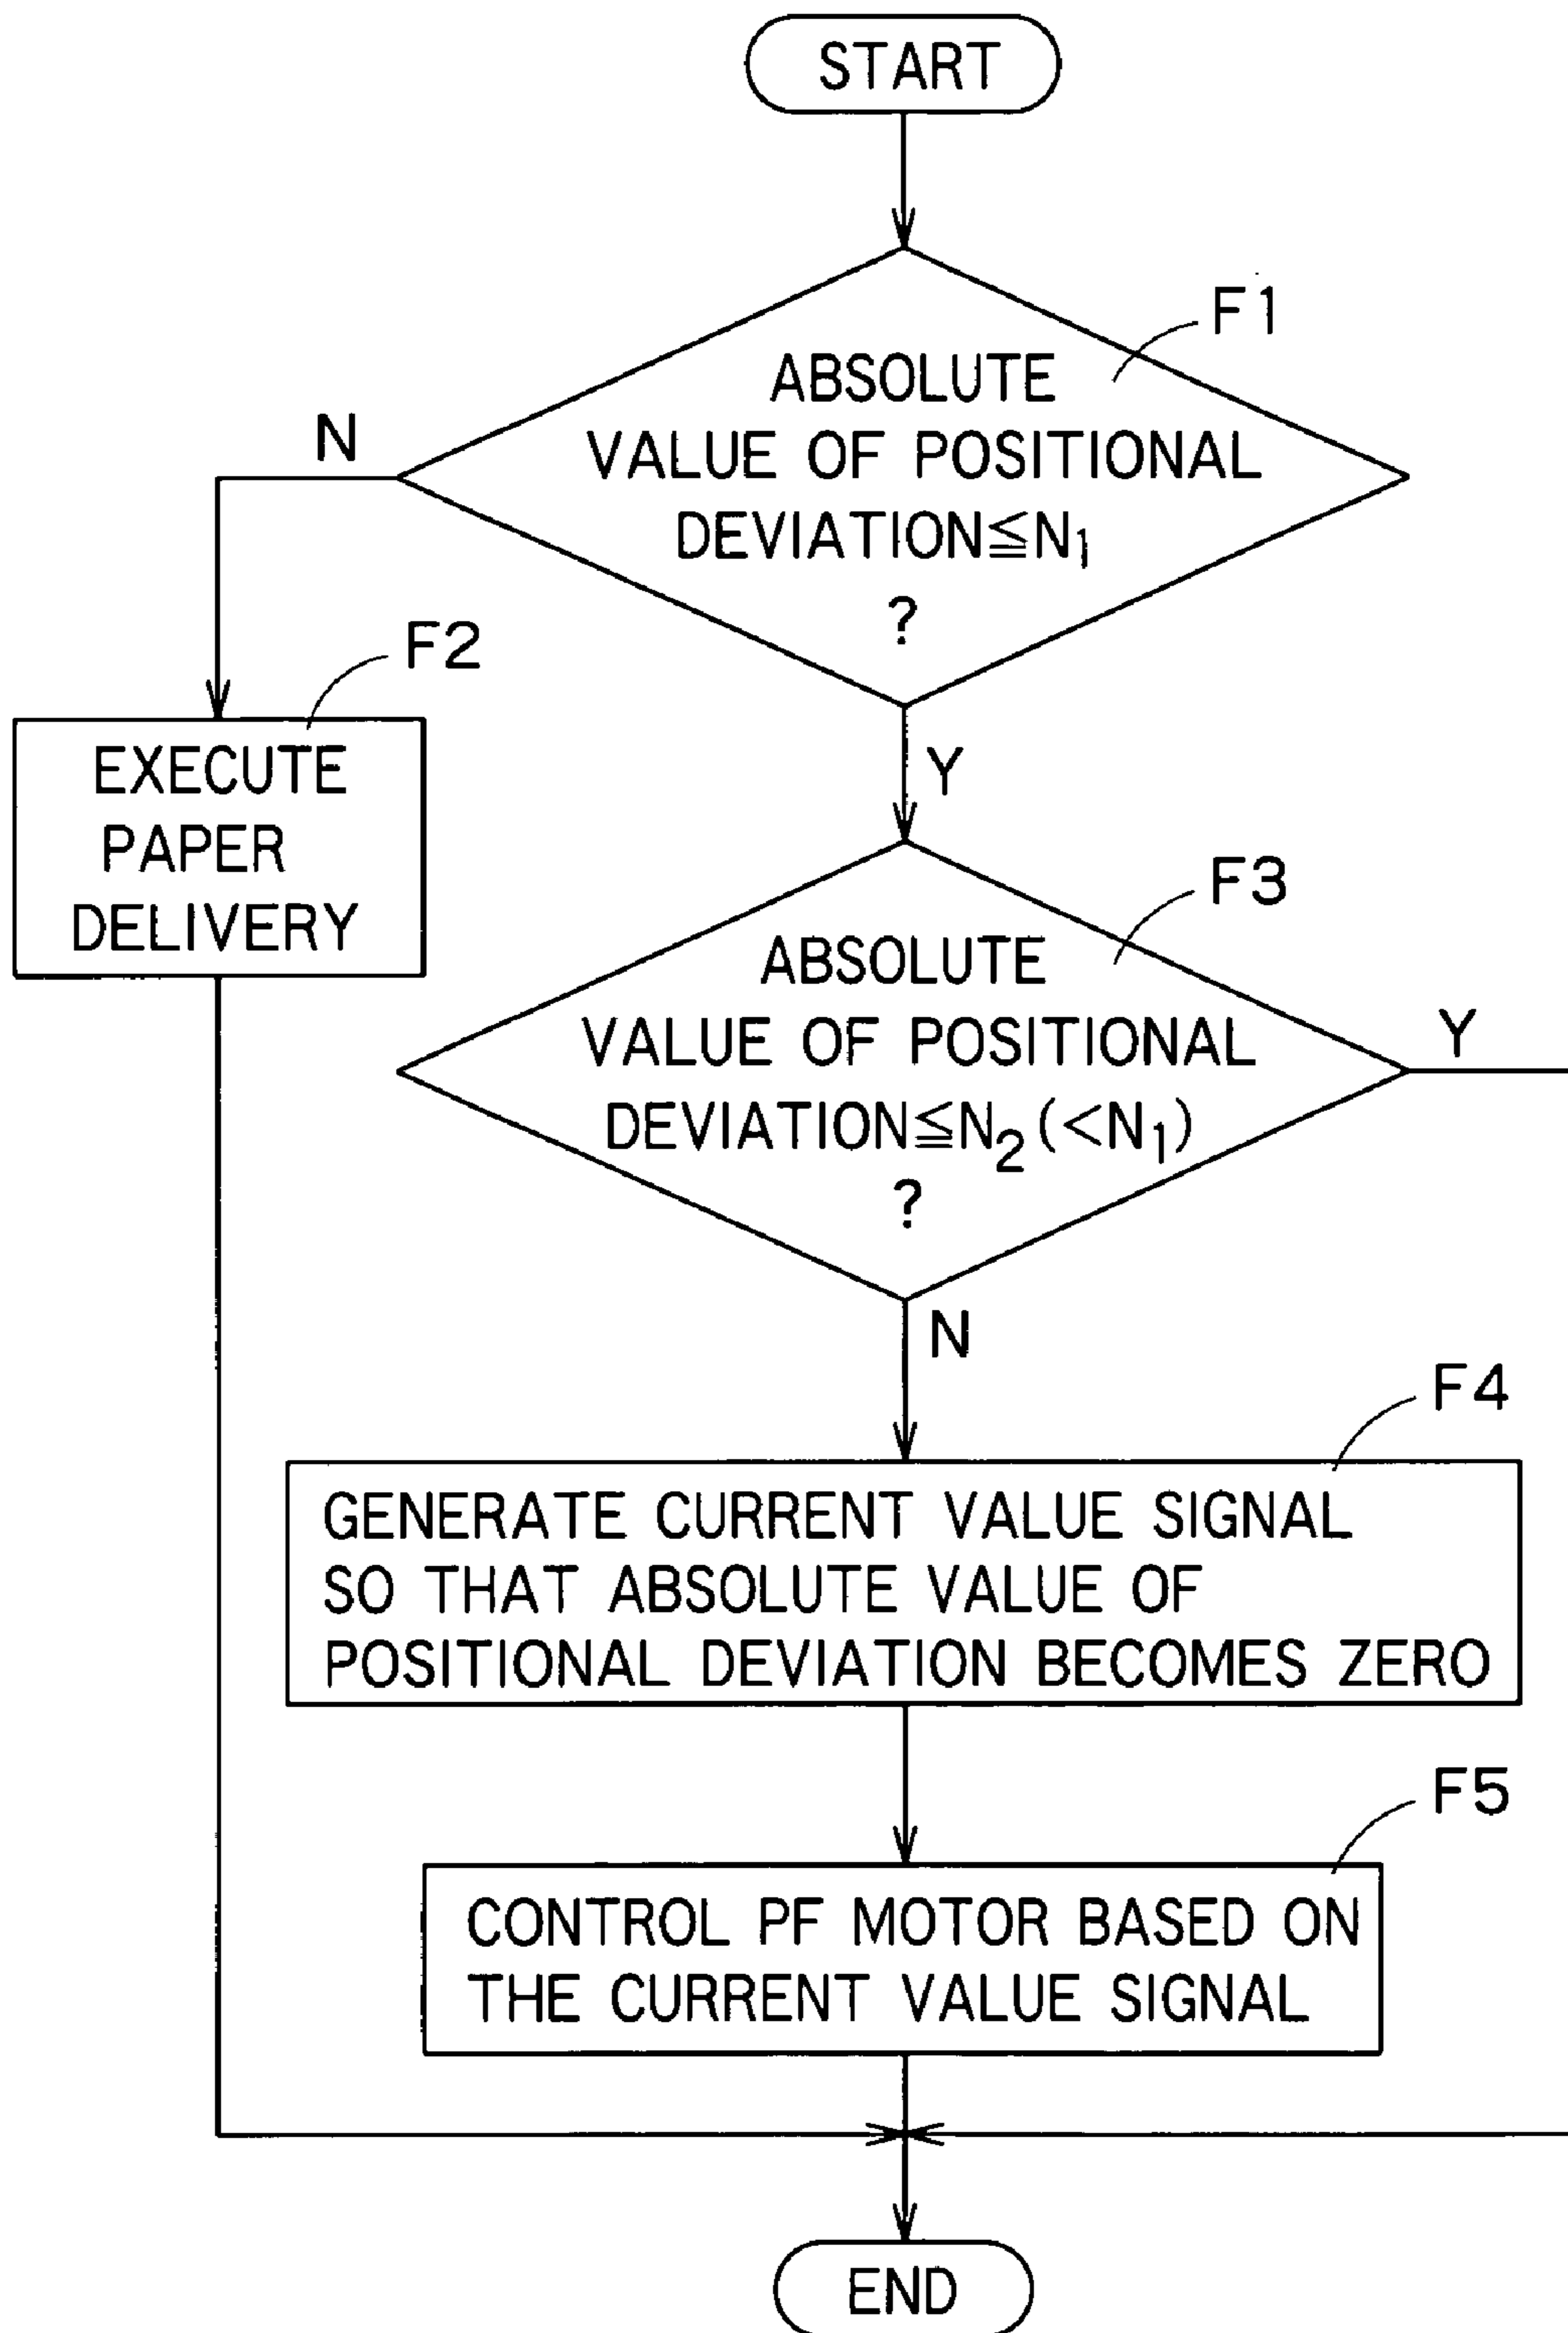 START
F1
ABSOLUTE
VALUE OF POSITIONAL
DEVIATION≦N1
?
N
Y
F2
EXECUTE
PAPER
DELIVERY
F3
ABSOLUTE
VALUE OF POSITIONAL
DEVIATION≦N2(<N1)
?
Y
N
F4
GENERATE CURRENT VALUE SIGNAL
SO THAT ABSOLUTE VALUE OF
POSITIONAL DEVIATION BECOMES ZERO
F5
CONTROL PF MOTOR BASED ON
THE CURRENT VALUE SIGNAL
END